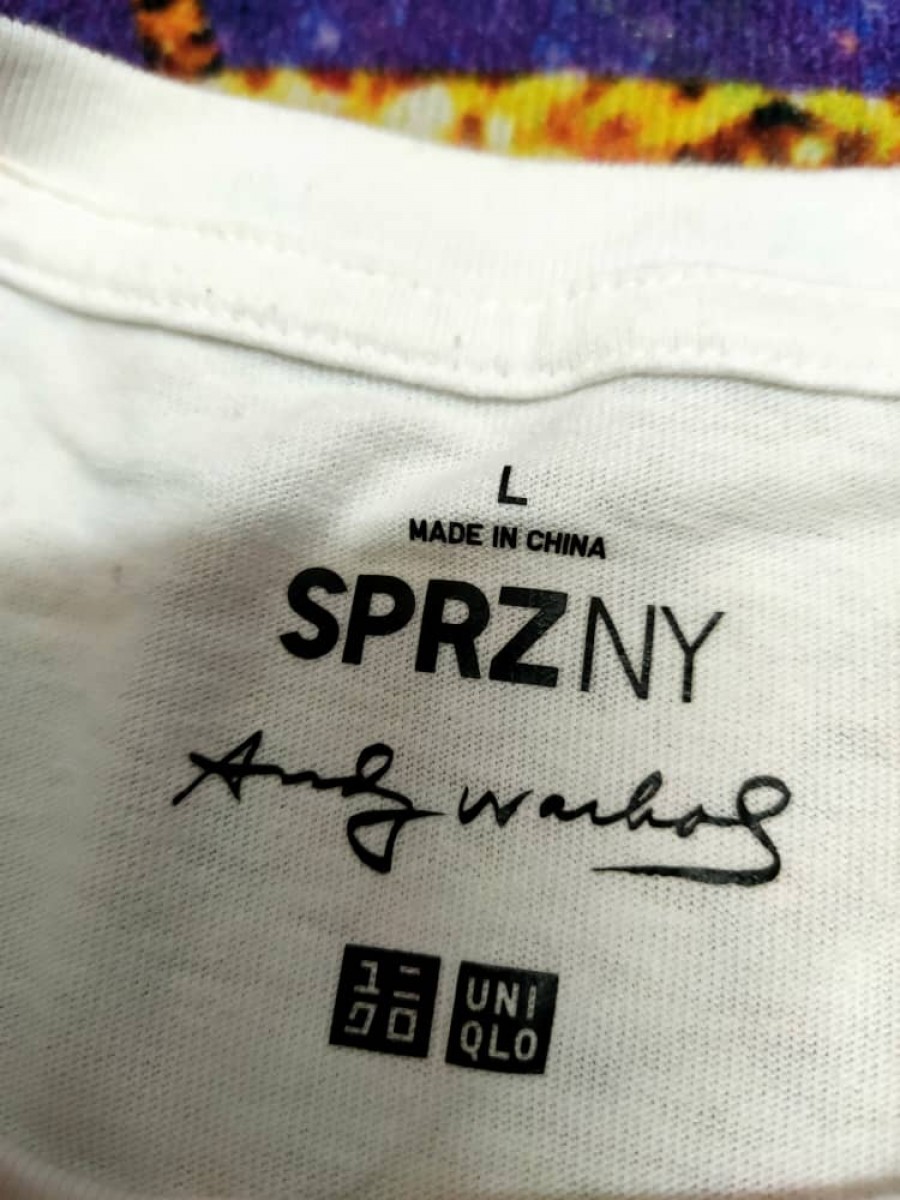 L
MADE IN CHINA
SPRZ NY
Andy Warhol
ユニ
クロ
UNI
QLO